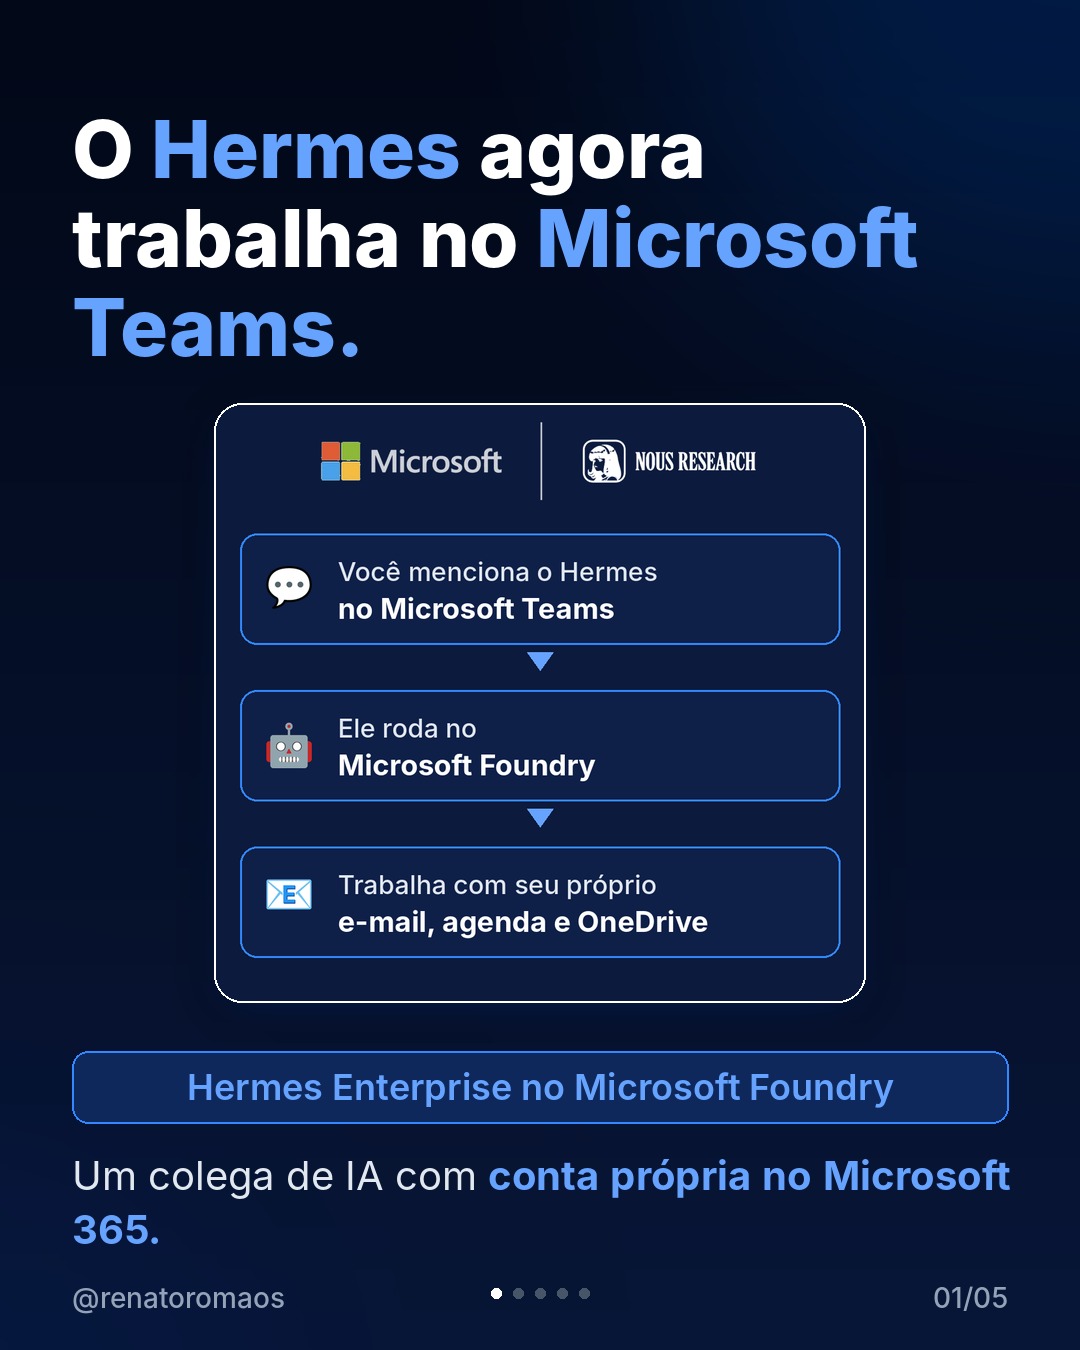 O Hermes agora
trabalha no Microsoft
Teams.
Microsoft
NOUS RESEARCH
Você menciona o Hermes
no Microsoft Teams
Ele roda no
Microsoft Foundry
Trabalha com seu próprio
e-mail, agenda e OneDrive
Hermes Enterprise no Microsoft Foundry
Um colega de IA com conta própria no Microsoft
365.
@renatoromaos
01/05